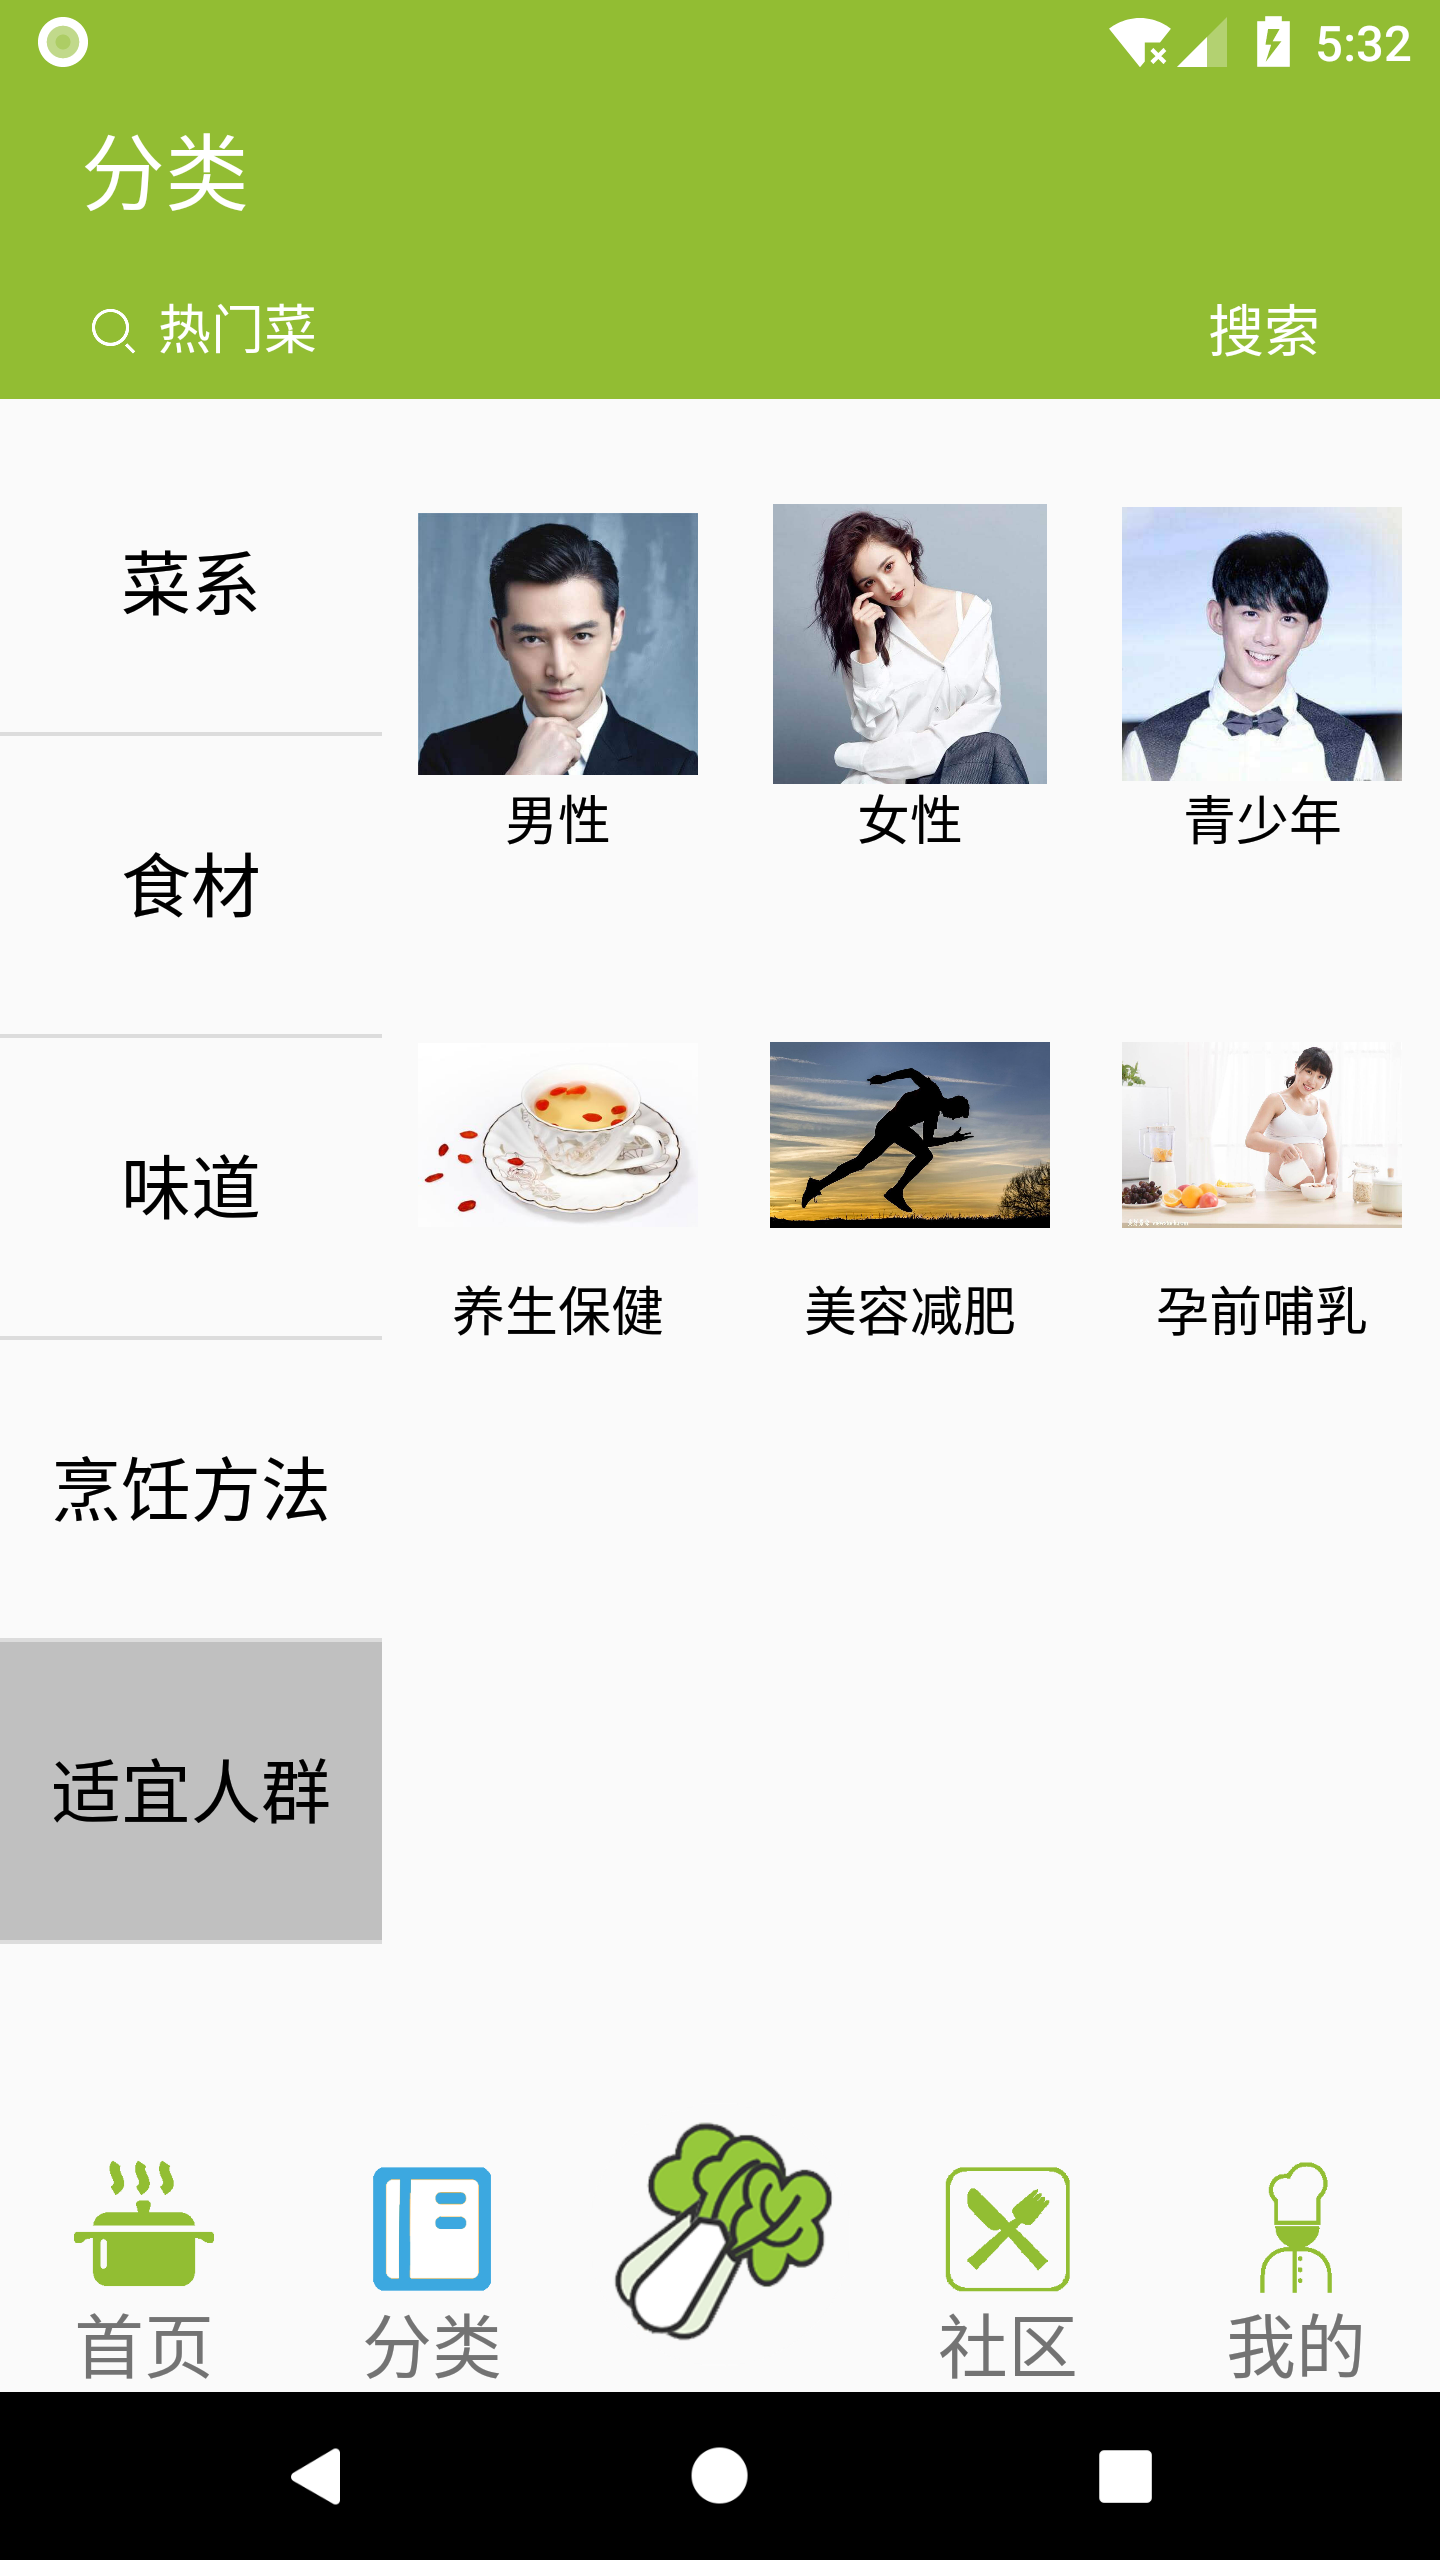 5:32
分类
热门菜
搜索
菜系
食材
味道
烹饪方法
适宜人群
男性
女性
青少年
养生保健
美容减肥
孕前哺乳
首页
分类
社区
我的